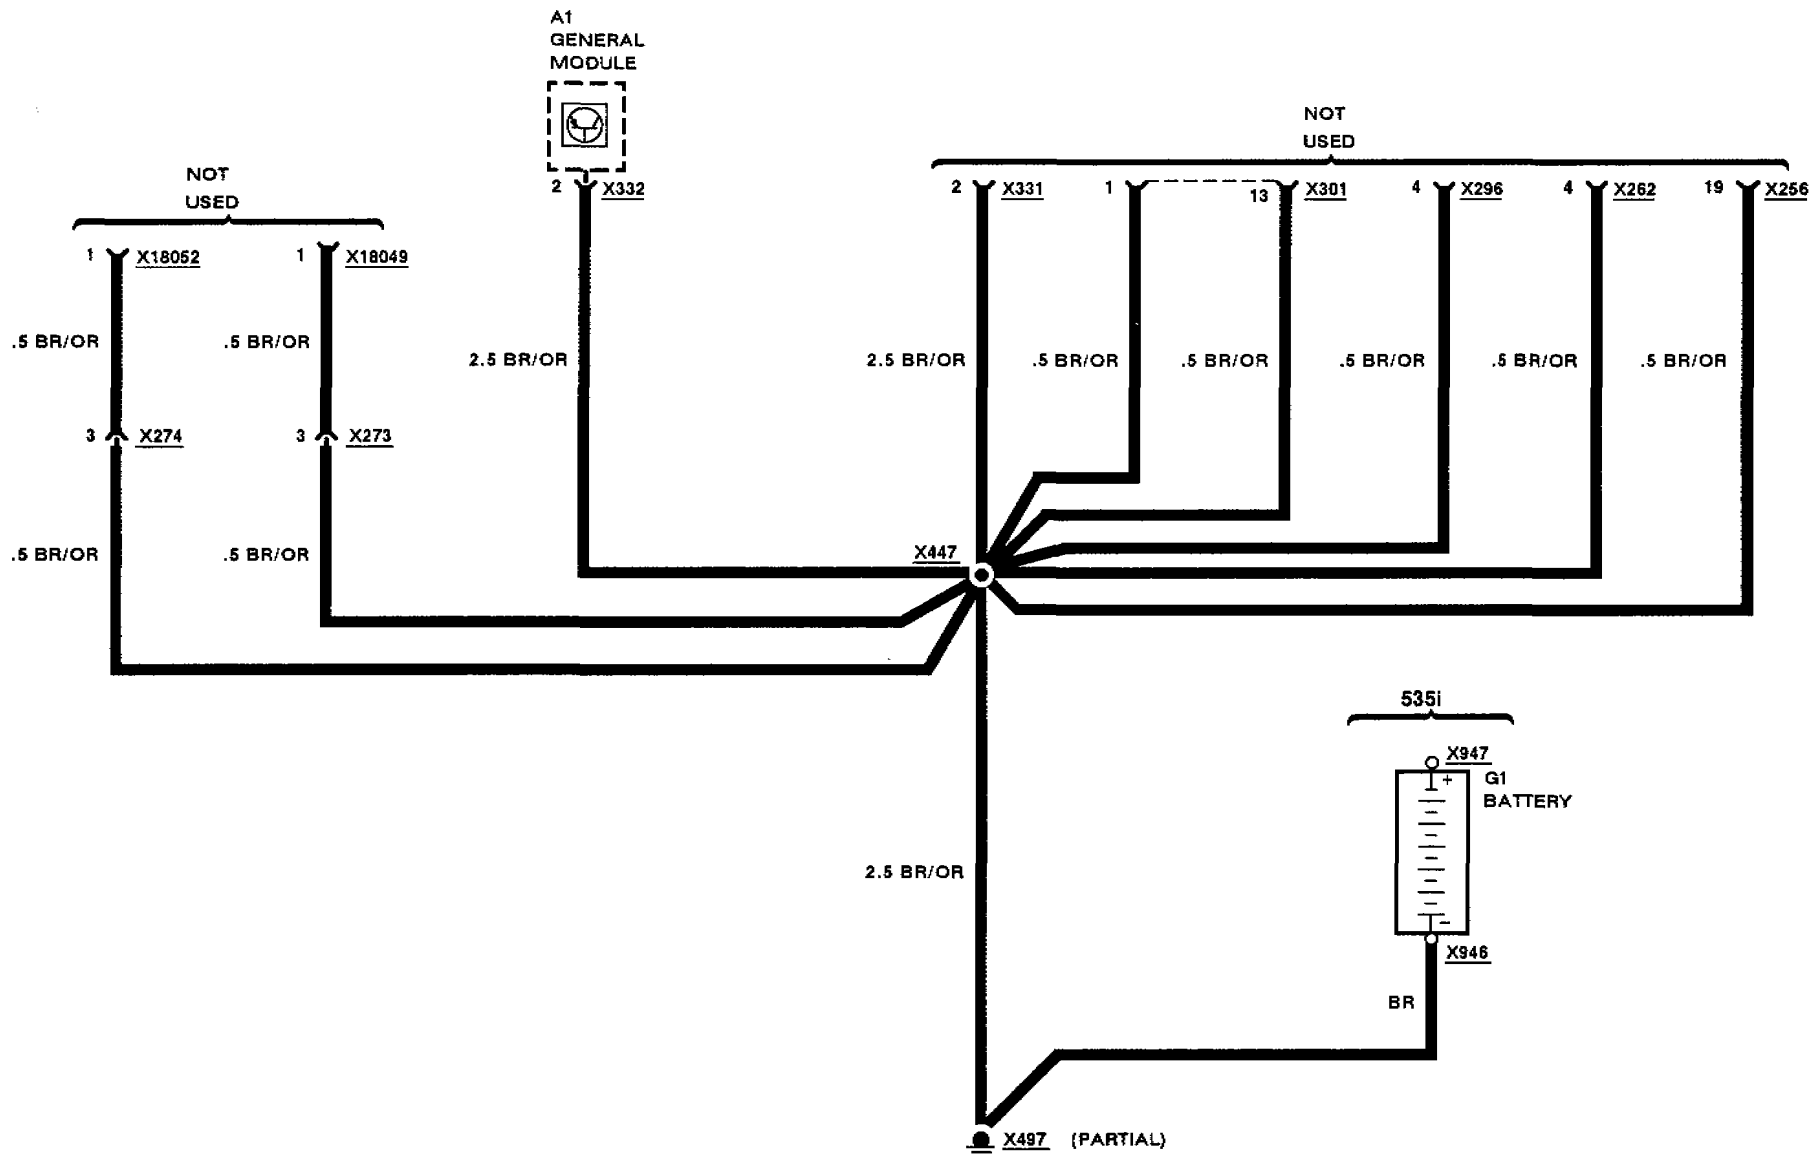 A1
GENERAL
MODULE
NOT
USED
NOT
USED
2 X332
2 X331
1
13 X301
4 X296
4 X262
19 X256
1 X18052
1 X18049
.5 BR/OR
.5 BR/OR
2.5 BR/OR
2.5 BR/OR
.5 BR/OR
.5 BR/OR
.5 BR/OR
.5 BR/OR
.5 BR/OR
3 X274
3 X273
.5 BR/OR
.5 BR/OR
X447
535i
X947
+
G1
BATTERY
2.5 BR/OR
-
X946
BR
X497 (PARTIAL)